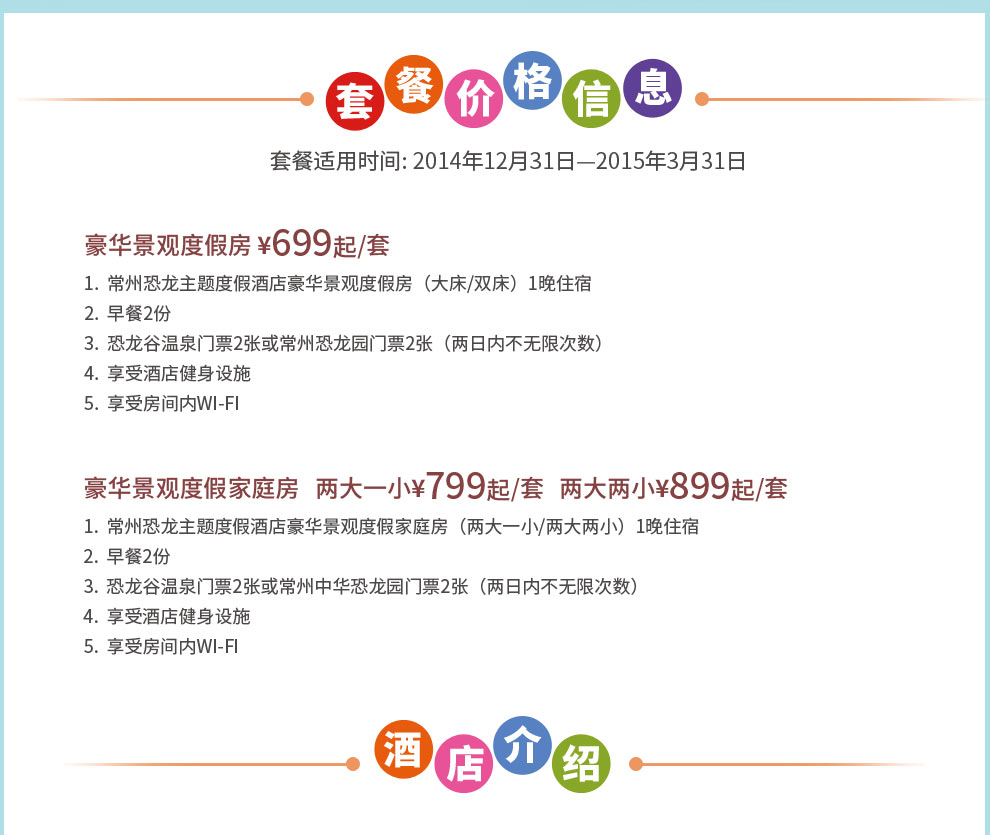 套餐价格信息
套餐适用时间: 2014年12月31日—2015年3月31日
豪华景观度假房 ¥699起/套
1. 常州恐龙主题度假酒店豪华景观度假房（大床/双床）1晚住宿
2. 早餐2份
3. 恐龙谷温泉门票2张或常州恐龙园门票2张（两日内不无限次数）
4. 享受酒店健身设施
5. 享受房间内WI-FI
豪华景观度假家庭房 两大一小¥799起/套 两大两小¥899起/套
1. 常州恐龙主题度假酒店豪华景观度假家庭房（两大一小/两大两小）1晚住宿
2. 早餐2份
3. 恐龙谷温泉门票2张或常州中华恐龙园门票2张（两日内不无限次数）
4. 享受酒店健身设施
5. 享受房间内WI-FI
酒店介绍